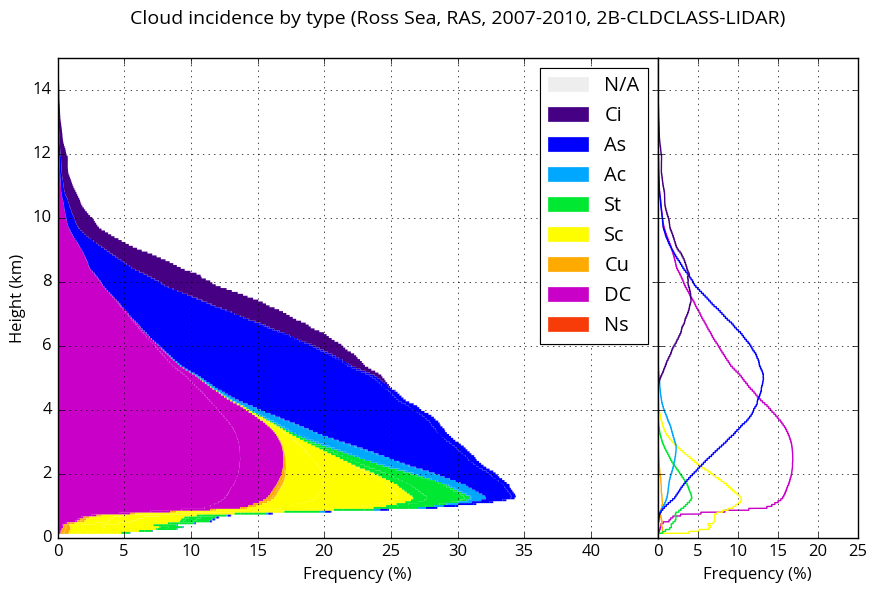 Cloud incidence by type (Ross Sea, RAS, 2007-2010, 2B-CLDCLASS-LIDAR)
Height (km)
14
12
10
8
6
4
2
0
N/A
Ci
As
Ac
St
Sc
Cu
DC
Ns
0 5 10 15 20 25 30 35 40
Frequency (%)
0 5 10 15 20 25
Frequency (%)